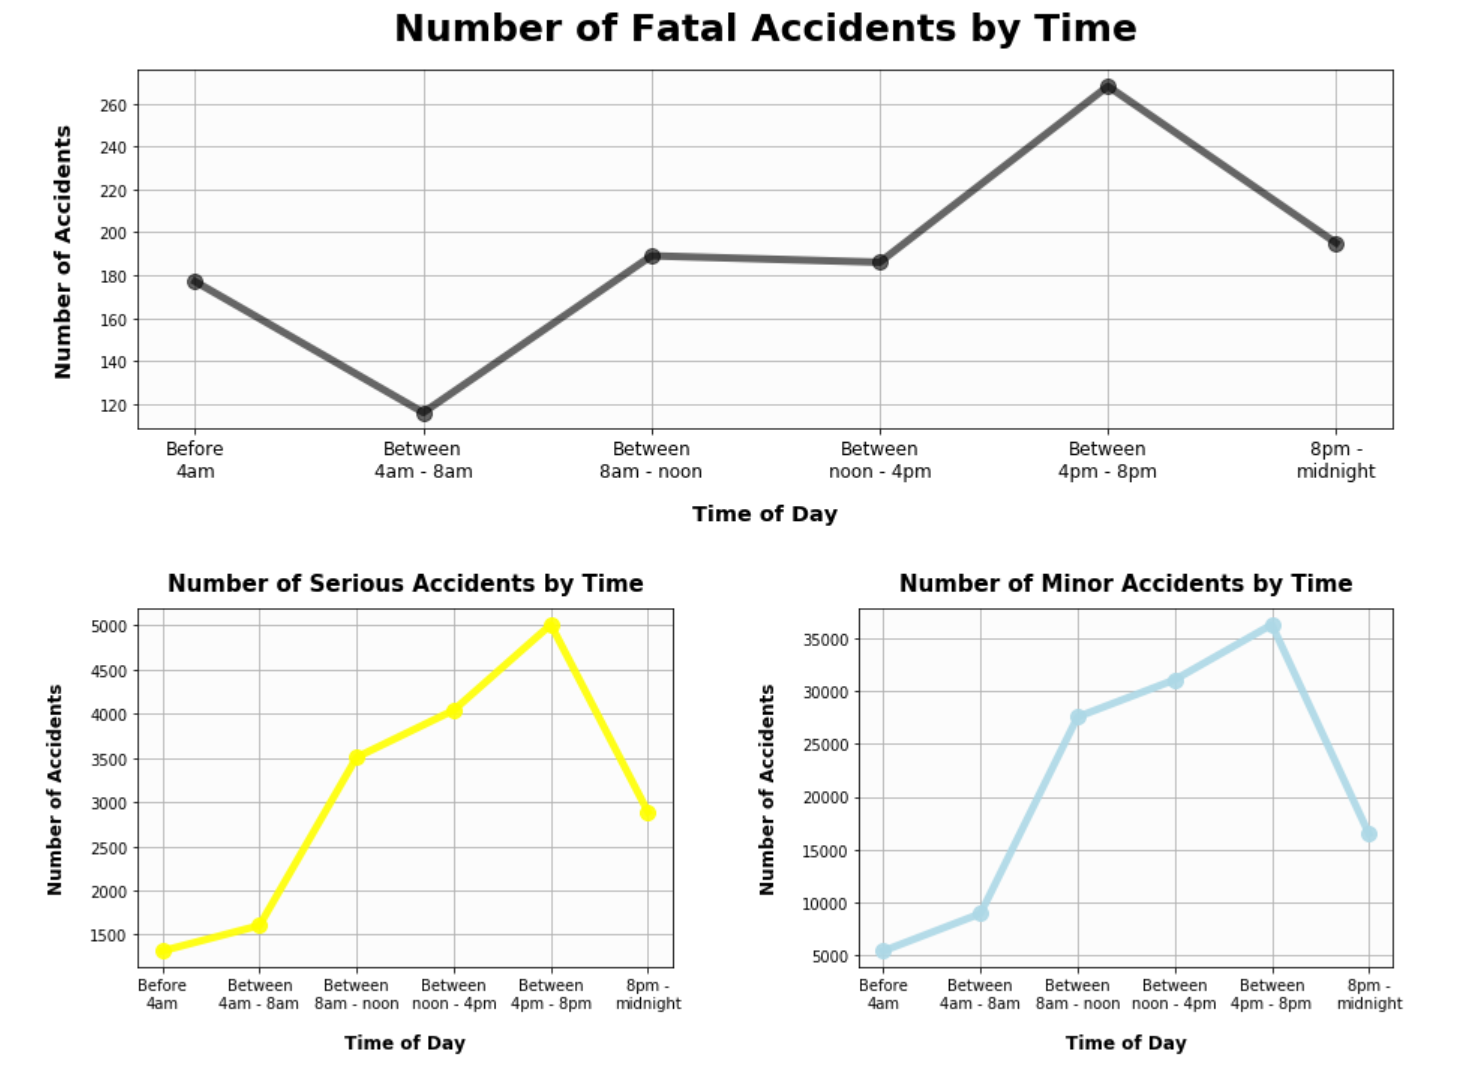 Number of Fatal Accidents by Time
Number of Accidents
260
240
220
200
180
160
140
120
Before
4am
Between
4am - 8am
Between
8am - noon
Between
noon - 4pm
Between
4pm - 8pm
8pm -
midnight
Time of Day
Number of Serious Accidents by Time
Number of Accidents
5000
4500
4000
3500
3000
2500
2000
1500
Before
4am
Between
4am - 8am
Between
8am - noon
Between
noon - 4pm
Between
4pm - 8pm
8pm -
midnight
Time of Day
Number of Minor Accidents by Time
Number of Accidents
35000
30000
25000
20000
15000
10000
5000
Before
4am
Between
4am - 8am
Between
8am - noon
Between
noon - 4pm
Between
4pm - 8pm
8pm -
midnight
Time of Day